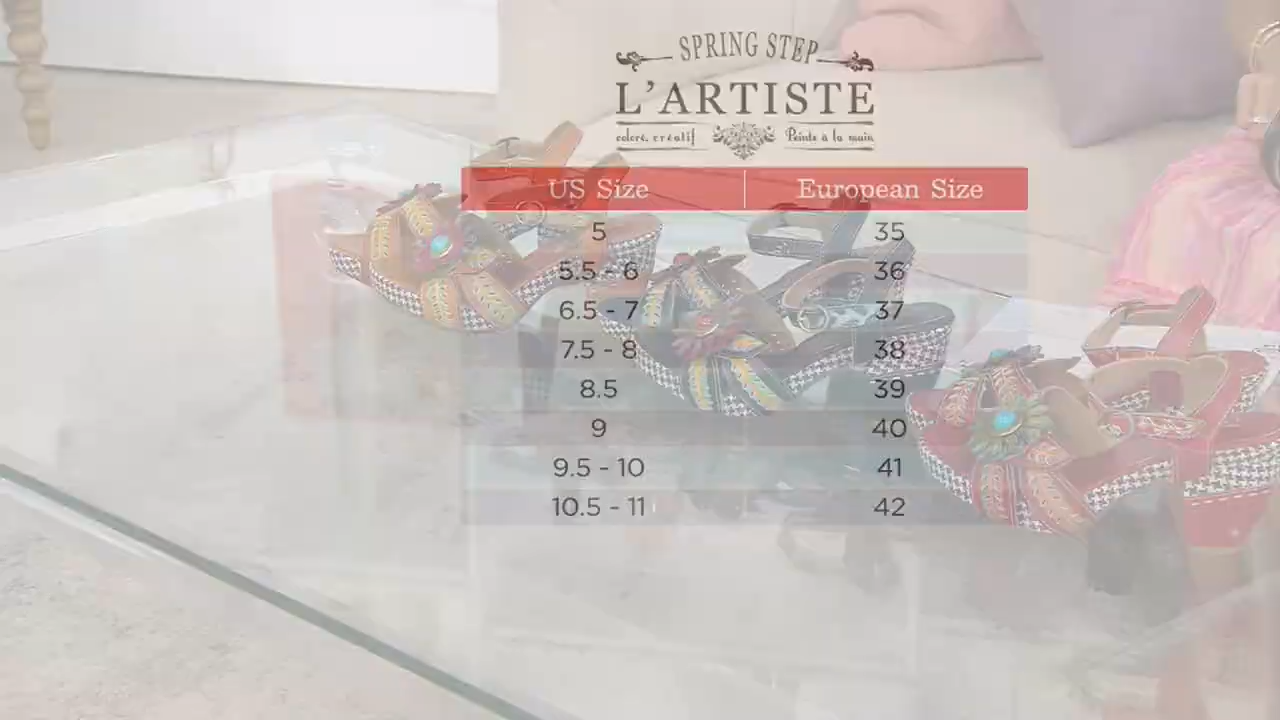 SPRING STEP
L'ARTISTE
coloré, créatif Peinte à la main
US Size European Size
5 35
5.5 - 6 36
6.5 - 7 37
7.5 - 8 38
8.5 39
9 40
9.5 - 10 41
10.5 - 11 42